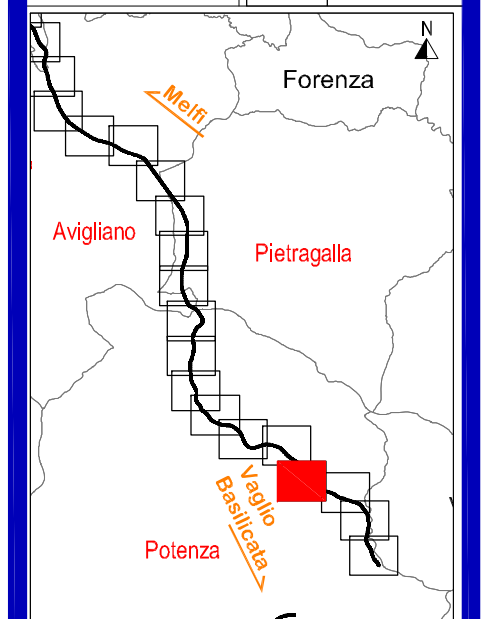 N
Forenza
Melfi
Avigliano
Pietragalla
Vaglio
Basilicata
Potenza